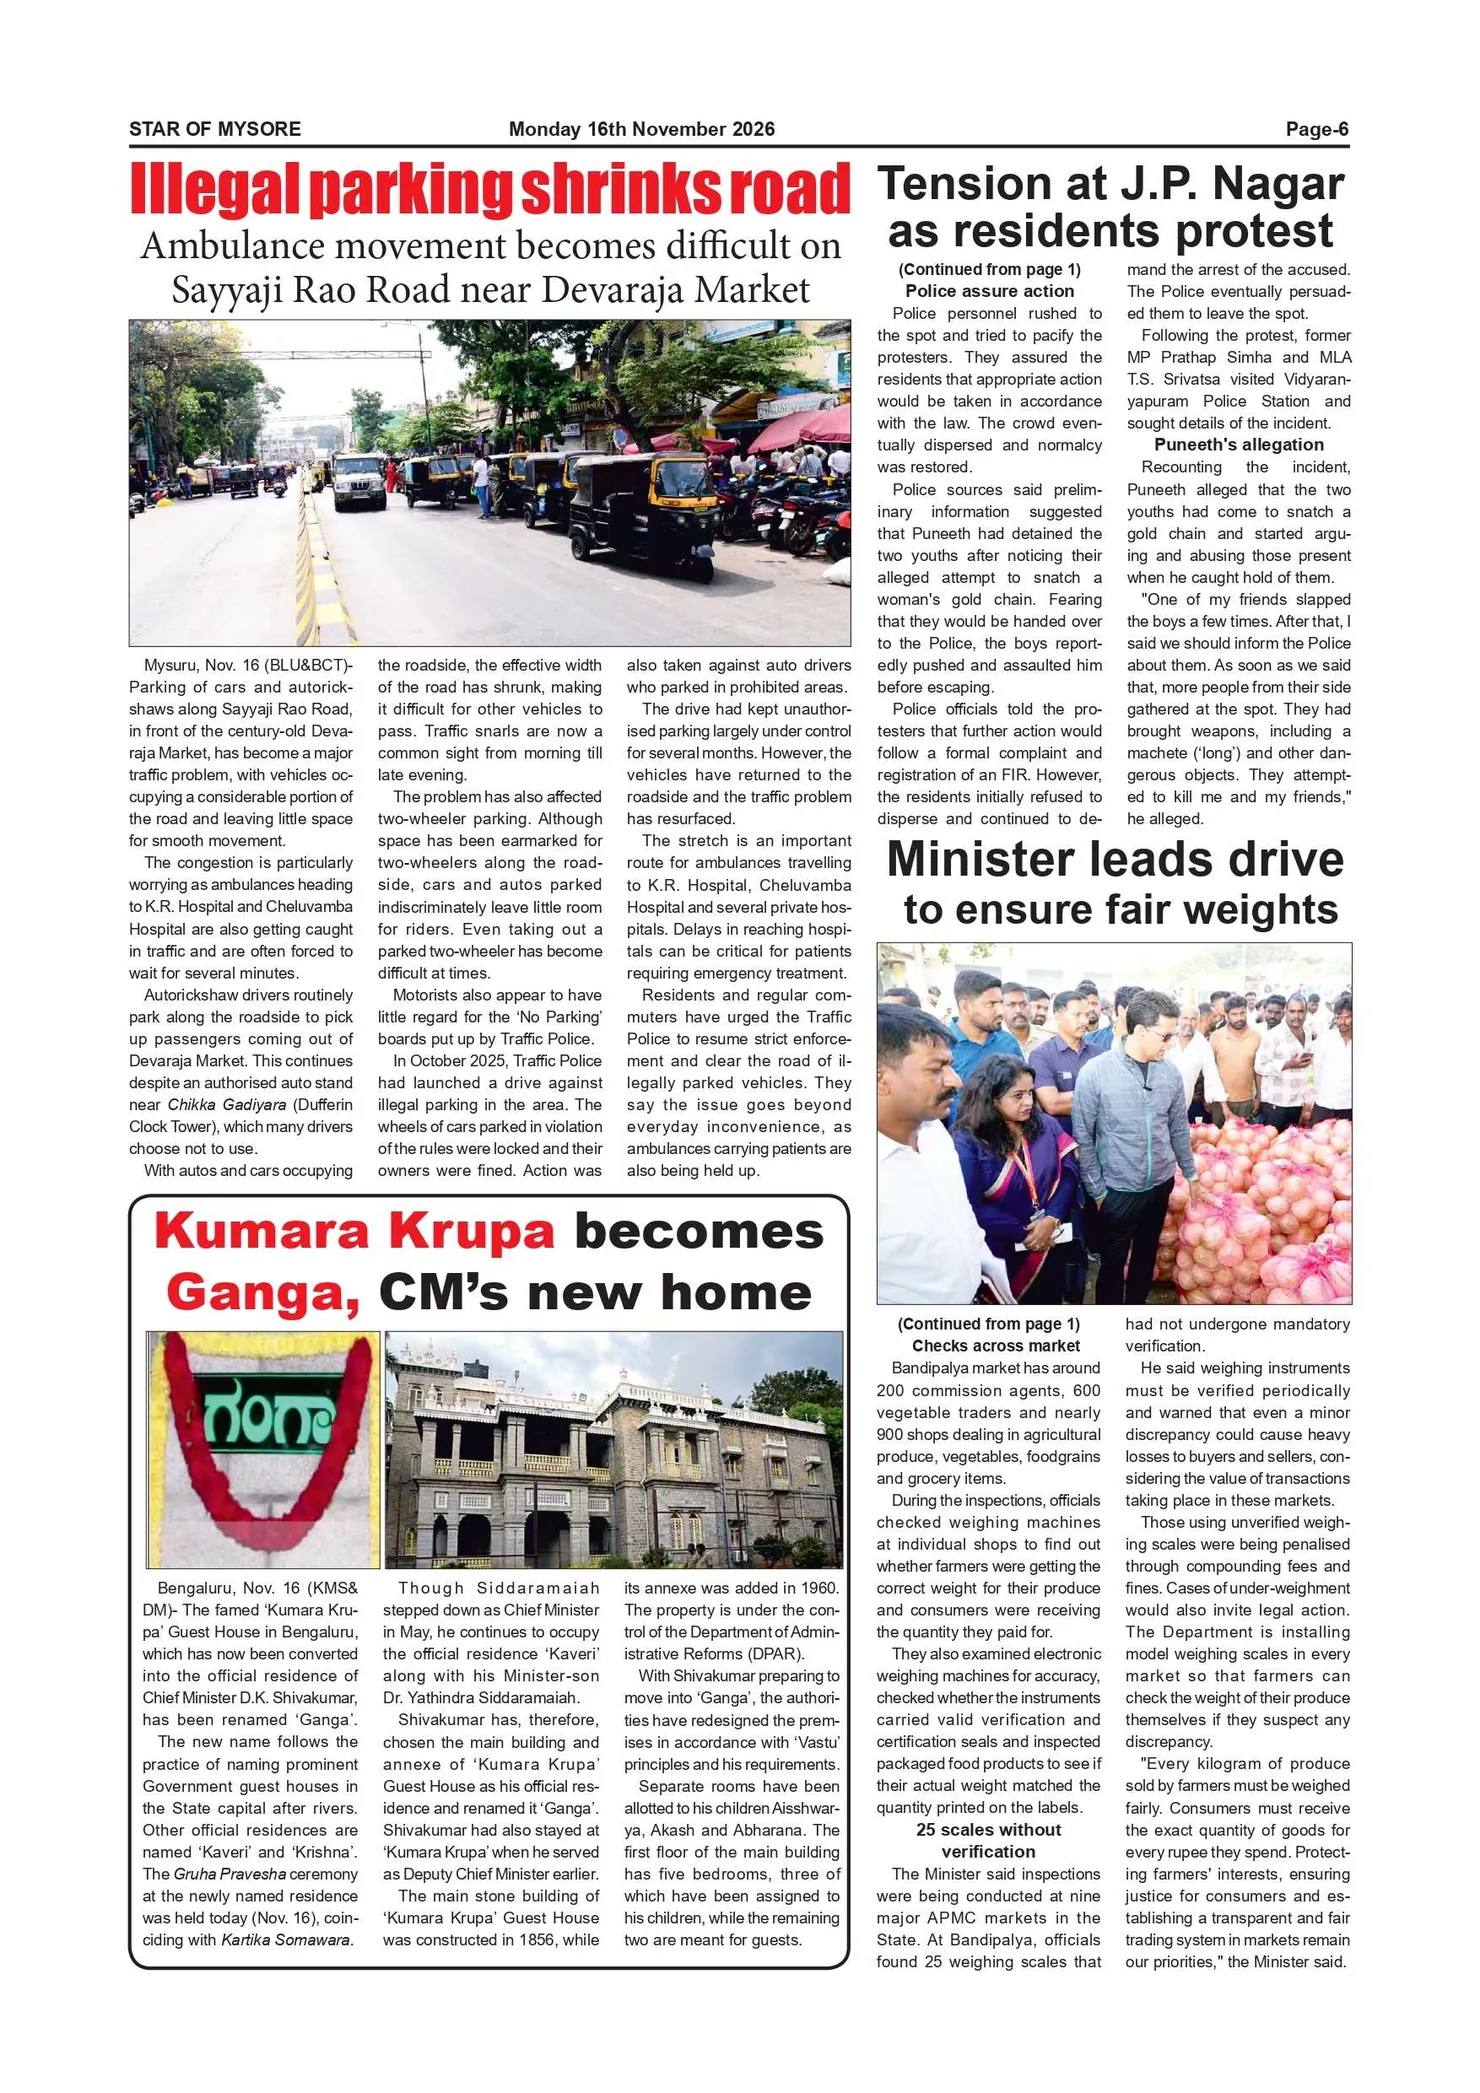 STAR OF MYSORE
Monday 16th November 2026
Page-6
Illegal parking shrinks road
Ambulance movement becomes difficult on
Sayyaji Rao Road near Devaraja Market
Mysuru, Nov. 16 (BLU&BCT)-
Parking of cars and autorick-
shaws along Sayyaji Rao Road,
in front of the century-old Deva-
raja Market, has become a major
traffic problem, with vehicles oc-
cupying a considerable portion of
the road and leaving little space
for smooth movement.
The congestion is particularly
worrying as ambulances heading
to K.R. Hospital and Cheluvamba
Hospital are also getting caught
in traffic and are often forced to
wait for several minutes.
Autorickshaw drivers routinely
park along the roadside to pick
up passengers coming out of
Devaraja Market. This continues
despite an authorised auto stand
near Chikka Gadiyara (Dufferin
Clock Tower), which many drivers
choose not to use.
With autos and cars occupying
the roadside, the effective width
of the road has shrunk, making
it difficult for other vehicles to
pass. Traffic snarls are now a
common sight from morning till
late evening.
The problem has also affected
two-wheeler parking. Although
space has been earmarked for
two-wheelers along the road-
side, cars and autos parked
indiscriminately leave little room
for riders. Even taking out a
parked two-wheeler has become
difficult at times.
Motorists also appear to have
little regard for the ‘No Parking’
boards put up by Traffic Police.
In October 2025, Traffic Police
had launched a drive against
illegal parking in the area. The
wheels of cars parked in violation
of the rules were locked and their
owners were fined. Action was
also taken against auto drivers
who parked in prohibited areas.
The drive had kept unauthor-
ised parking largely under control
for several months. However, the
vehicles have returned to the
roadside and the traffic problem
has resurfaced.
The stretch is an important
route for ambulances travelling
to K.R. Hospital, Cheluvamba
Hospital and several private hos-
pitals. Delays in reaching hospi-
tals can be critical for patients
requiring emergency treatment.
Residents and regular com-
muters have urged the Traffic
Police to resume strict enforce-
ment and clear the road of il-
legally parked vehicles. They
say the issue goes beyond
everyday inconvenience, as
ambulances carrying patients are
also being held up.
Kumara Krupa becomes
Ganga, CM’s new home
ಗಂಗಾ
Bengaluru, Nov. 16 (KMS&
DM)- The famed ‘Kumara Kru-
pa’ Guest House in Bengaluru,
which has now been converted
into the official residence of
Chief Minister D.K. Shivakumar,
has been renamed ‘Ganga’.
The new name follows the
practice of naming prominent
Government guest houses in
the State capital after rivers.
Other official residences are
named ‘Kaveri’ and ‘Krishna’.
The Gruha Pravesha ceremony
at the newly named residence
was held today (Nov. 16), coin-
ciding with Kartika Somawara.
Though Siddaramaiah
stepped down as Chief Minister
in May, he continues to occupy
the official residence ‘Kaveri’
along with his Minister-son
Dr. Yathindra Siddaramaiah.
Shivakumar has, therefore,
chosen the main building and
annexe of ‘Kumara Krupa’
Guest House as his official res-
idence and renamed it ‘Ganga’.
Shivakumar had also stayed at
‘Kumara Krupa’ when he served
as Deputy Chief Minister earlier.
The main stone building of
‘Kumara Krupa’ Guest House
was constructed in 1856, while
its annexe was added in 1960.
The property is under the con-
trol of the Department of Admin-
istrative Reforms (DPAR).
With Shivakumar preparing to
move into ‘Ganga’, the authori-
ties have redesigned the prem-
ises in accordance with ‘Vastu’
principles and his requirements.
Separate rooms have been
allotted to his children Aisshwar-
ya, Akash and Abharana. The
first floor of the main building
has five bedrooms, three of
which have been assigned to
his children, while the remaining
two are meant for guests.
Tension at J.P. Nagar
as residents protest
(Continued from page 1)
Police assure action
Police personnel rushed to
the spot and tried to pacify the
protesters. They assured the
residents that appropriate action
would be taken in accordance
with the law. The crowd even-
tually dispersed and normalcy
was restored.
Police sources said prelim-
inary information suggested
that Puneeth had detained the
two youths after noticing their
alleged attempt to snatch a
woman's gold chain. Fearing
that they would be handed over
to the Police, the boys report-
edly pushed and assaulted him
before escaping.
Police officials told the pro-
testers that further action would
follow a formal complaint and
registration of an FIR. However,
the residents initially refused to
disperse and continued to de-
mand the arrest of the accused.
The Police eventually persuad-
ed them to leave the spot.
Following the protest, former
MP Prathap Simha and MLA
T.S. Srivatsa visited Vidyaran-
yapuram Police Station and
sought details of the incident.
Puneeth's allegation
Recounting the incident,
Puneeth alleged that the two
youths had come to snatch a
gold chain and started argu-
ing and abusing those present
when he caught hold of them.
"One of my friends slapped
the boys a few times. After that, I
said we should inform the Police
about them. As soon as we said
that, more people from their side
gathered at the spot. They had
brought weapons, including a
machete (‘long’) and other dan-
gerous objects. They attempt-
ed to kill me and my friends,"
he alleged.
Minister leads drive
to ensure fair weights
(Continued from page 1)
Checks across market
Bandipalya market has around
200 commission agents, 600
vegetable traders and nearly
900 shops dealing in agricultural
produce, vegetables, foodgrains
and grocery items.
During the inspections, officials
checked weighing machines
at individual shops to find out
whether farmers were getting the
correct weight for their produce
and consumers were receiving
the quantity they paid for.
They also examined electronic
weighing machines for accuracy,
checked whether the instruments
carried valid verification and
certification seals and inspected
packaged food products to see if
their actual weight matched the
quantity printed on the labels.
25 scales without
verification
The Minister said inspections
were being conducted at nine
major APMC markets in the
State. At Bandipalya, officials
found 25 weighing scales that
had not undergone mandatory
verification.
He said weighing instruments
must be verified periodically
and warned that even a minor
discrepancy could cause heavy
losses to buyers and sellers, con-
sidering the value of transactions
taking place in these markets.
Those using unverified weigh-
ing scales were being penalised
through compounding fees and
fines. Cases of under-weighment
would also invite legal action.
The Department is installing
model weighing scales in every
market so that farmers can
check the weight of their produce
themselves if they suspect any
discrepancy.
"Every kilogram of produce
sold by farmers must be weighed
fairly. Consumers must receive
the exact quantity of goods for
every rupee they spend. Protect-
ing farmers' interests, ensuring
justice for consumers and es-
tablishing a transparent and fair
trading system in markets remain
our priorities," the Minister said.